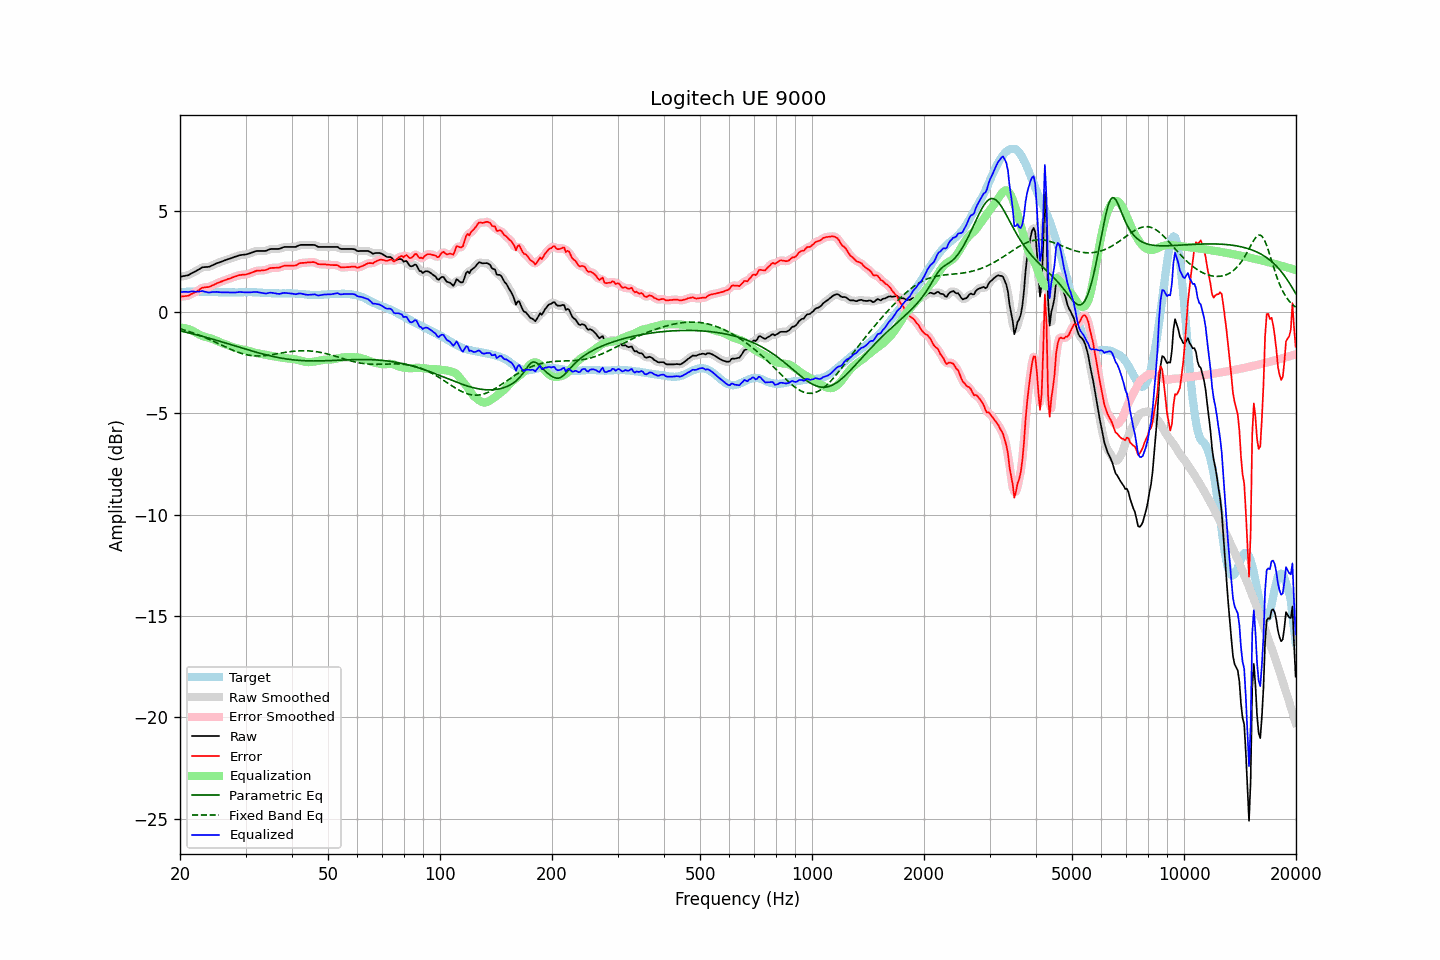 Logitech UE 9000
Amplitude (dBr)
5
0
−5
−10
−15
−20
−25
Target
Raw Smoothed
Error Smoothed
Raw
Error
Equalization
Parametric Eq
Fixed Band Eq
Equalized
20 50 100 200 500 1000 2000 5000 10000 20000
Frequency (Hz)